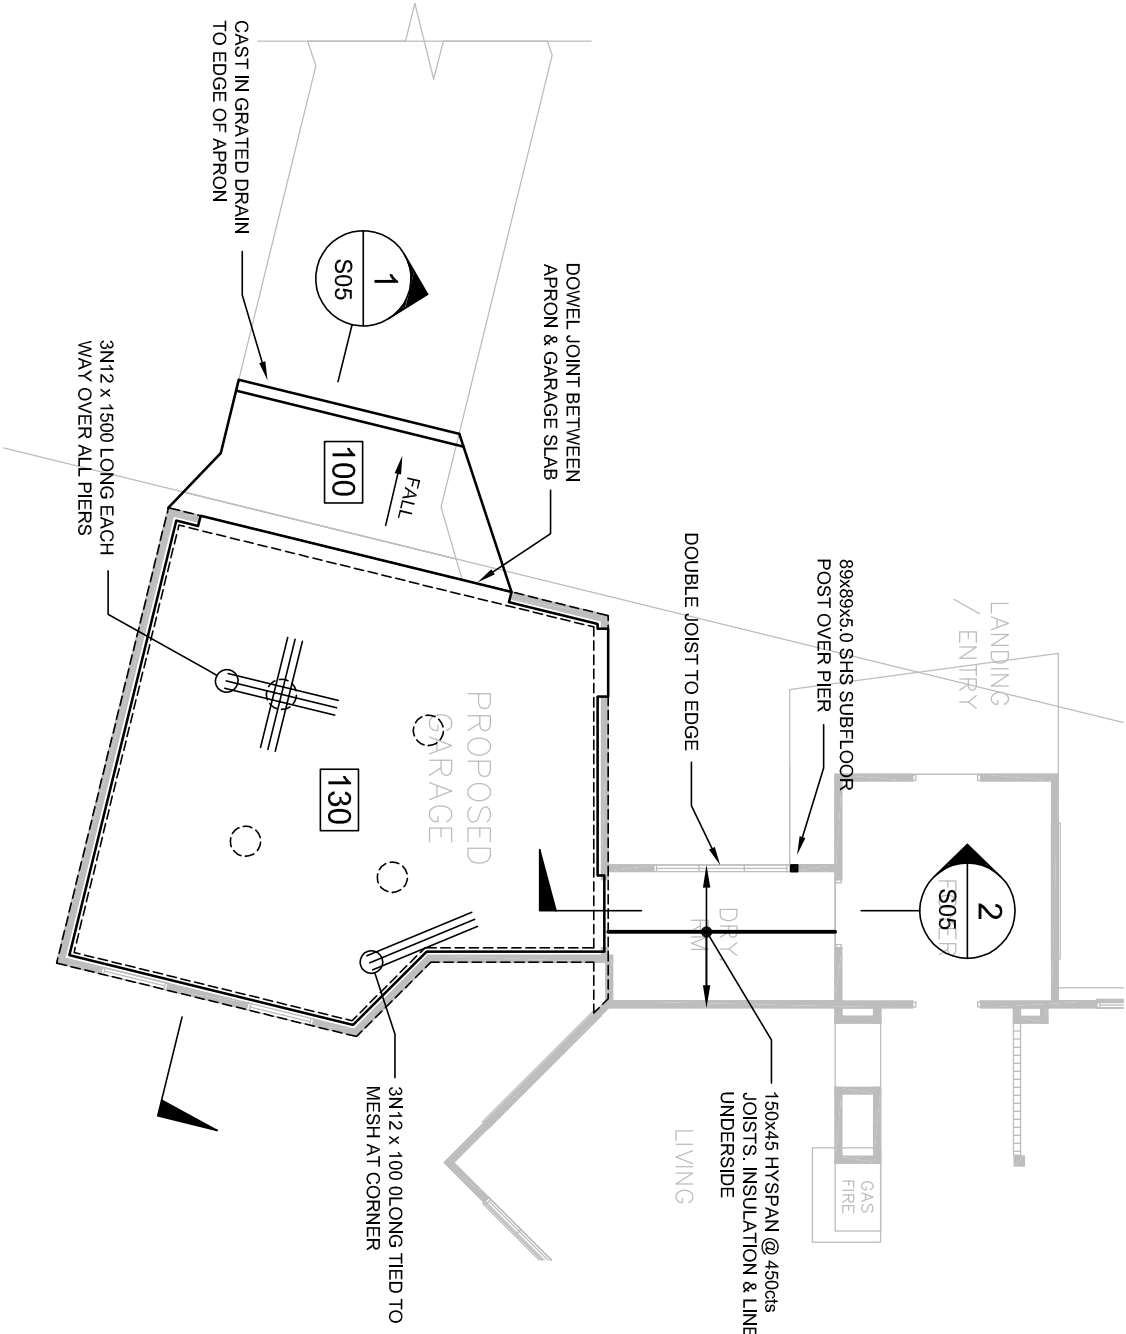 LANDING
/ ENTRY
89x89x5.0 SHS SUBFLOOR
POST OVER PIER
2
S05
DOUBLE JOIST TO EDGE
DRY
RM
150x45 HYSPAN @ 450cts
JOISTS. INSULATION & LINE
UNDERSIDE
GAS
FIRE
LIVING
DOWEL JOINT BETWEEN
APRON & GARAGE SLAB
PROPOSED
GARAGE
1
S05
FALL
100
130
3N12 x 100 0LONG TIED TO
MESH AT CORNER
CAST IN GRATED DRAIN
TO EDGE OF APRON
3N12 x 1500 LONG EACH
WAY OVER ALL PIERS